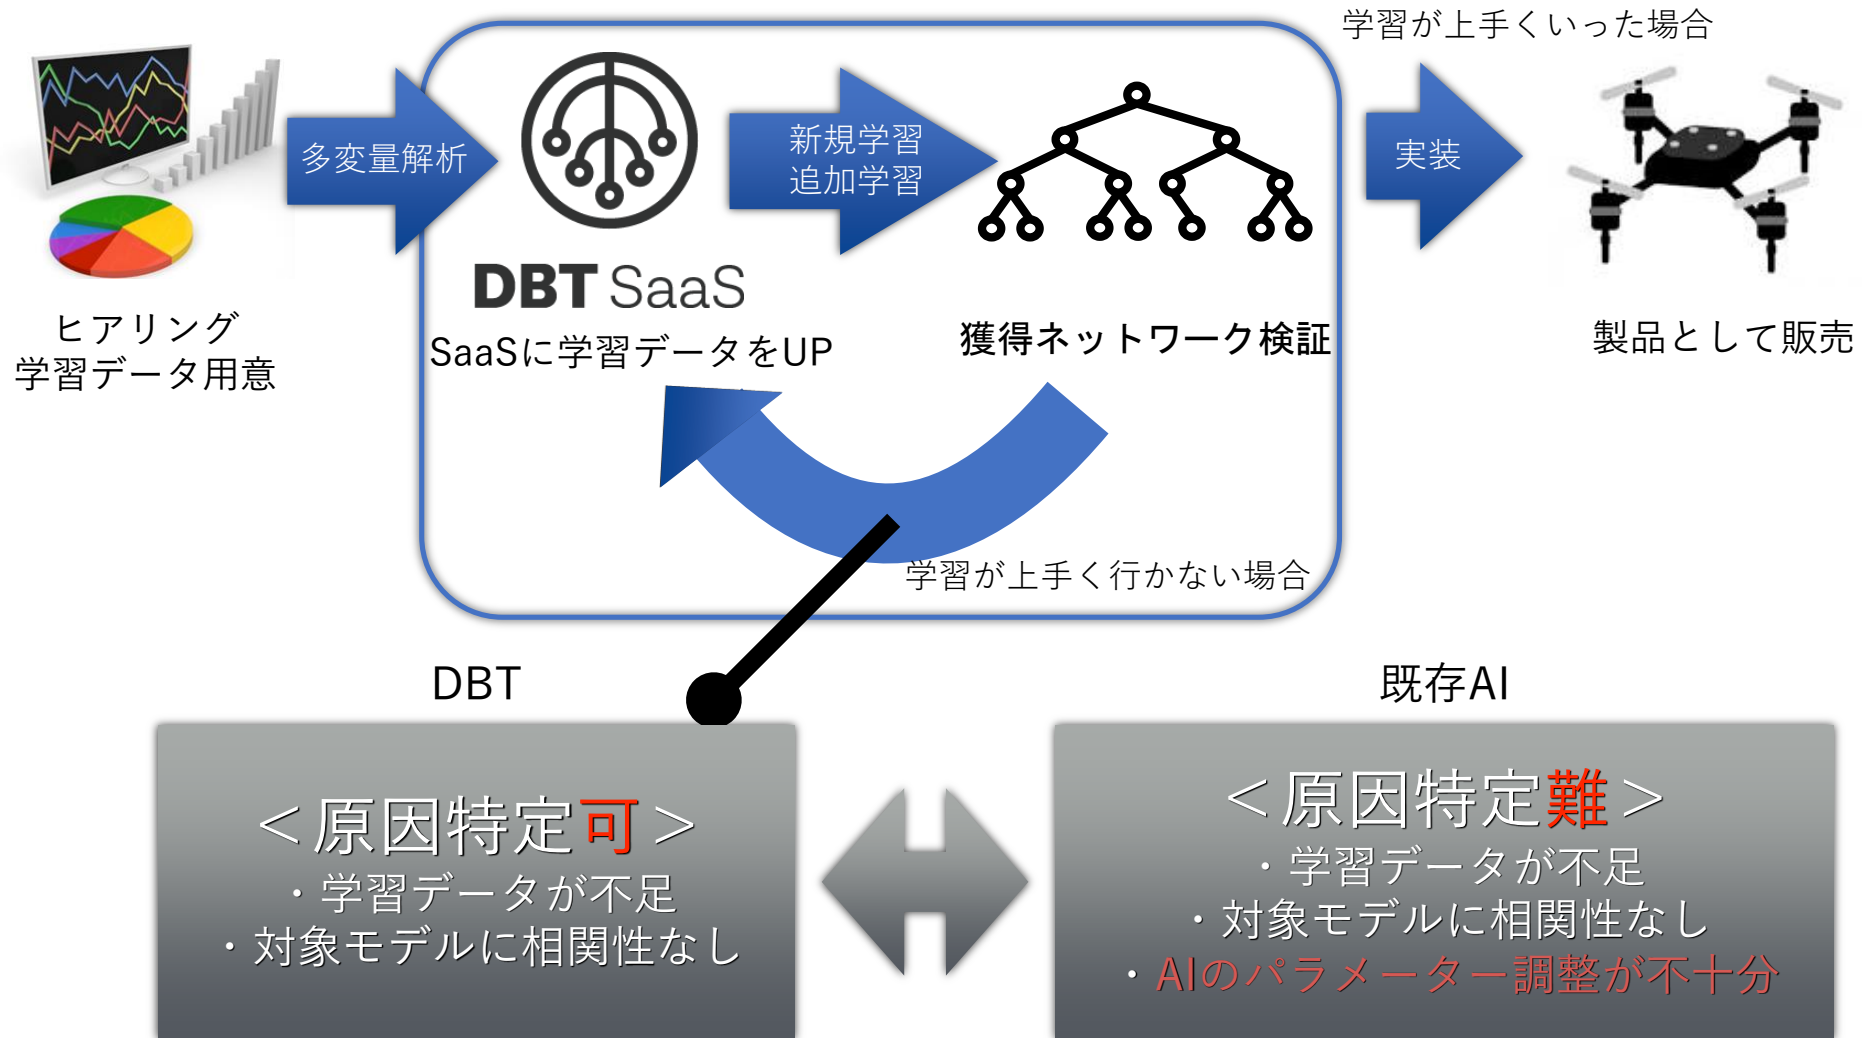 学習が上手くいった場合
多変量解析
新規学習
追加学習
実装
DBT SaaS
ヒアリング
学習データ用意
SaaSに学習データをUP
獲得ネットワーク検証
製品として販売
学習が上手く行かない場合
DBT
既存AI
＜原因特定可＞
・学習データが不足
・対象モデルに相関性なし
＜原因特定難＞
・学習データが不足
・対象モデルに相関性なし
・AIのパラメーター調整が不十分